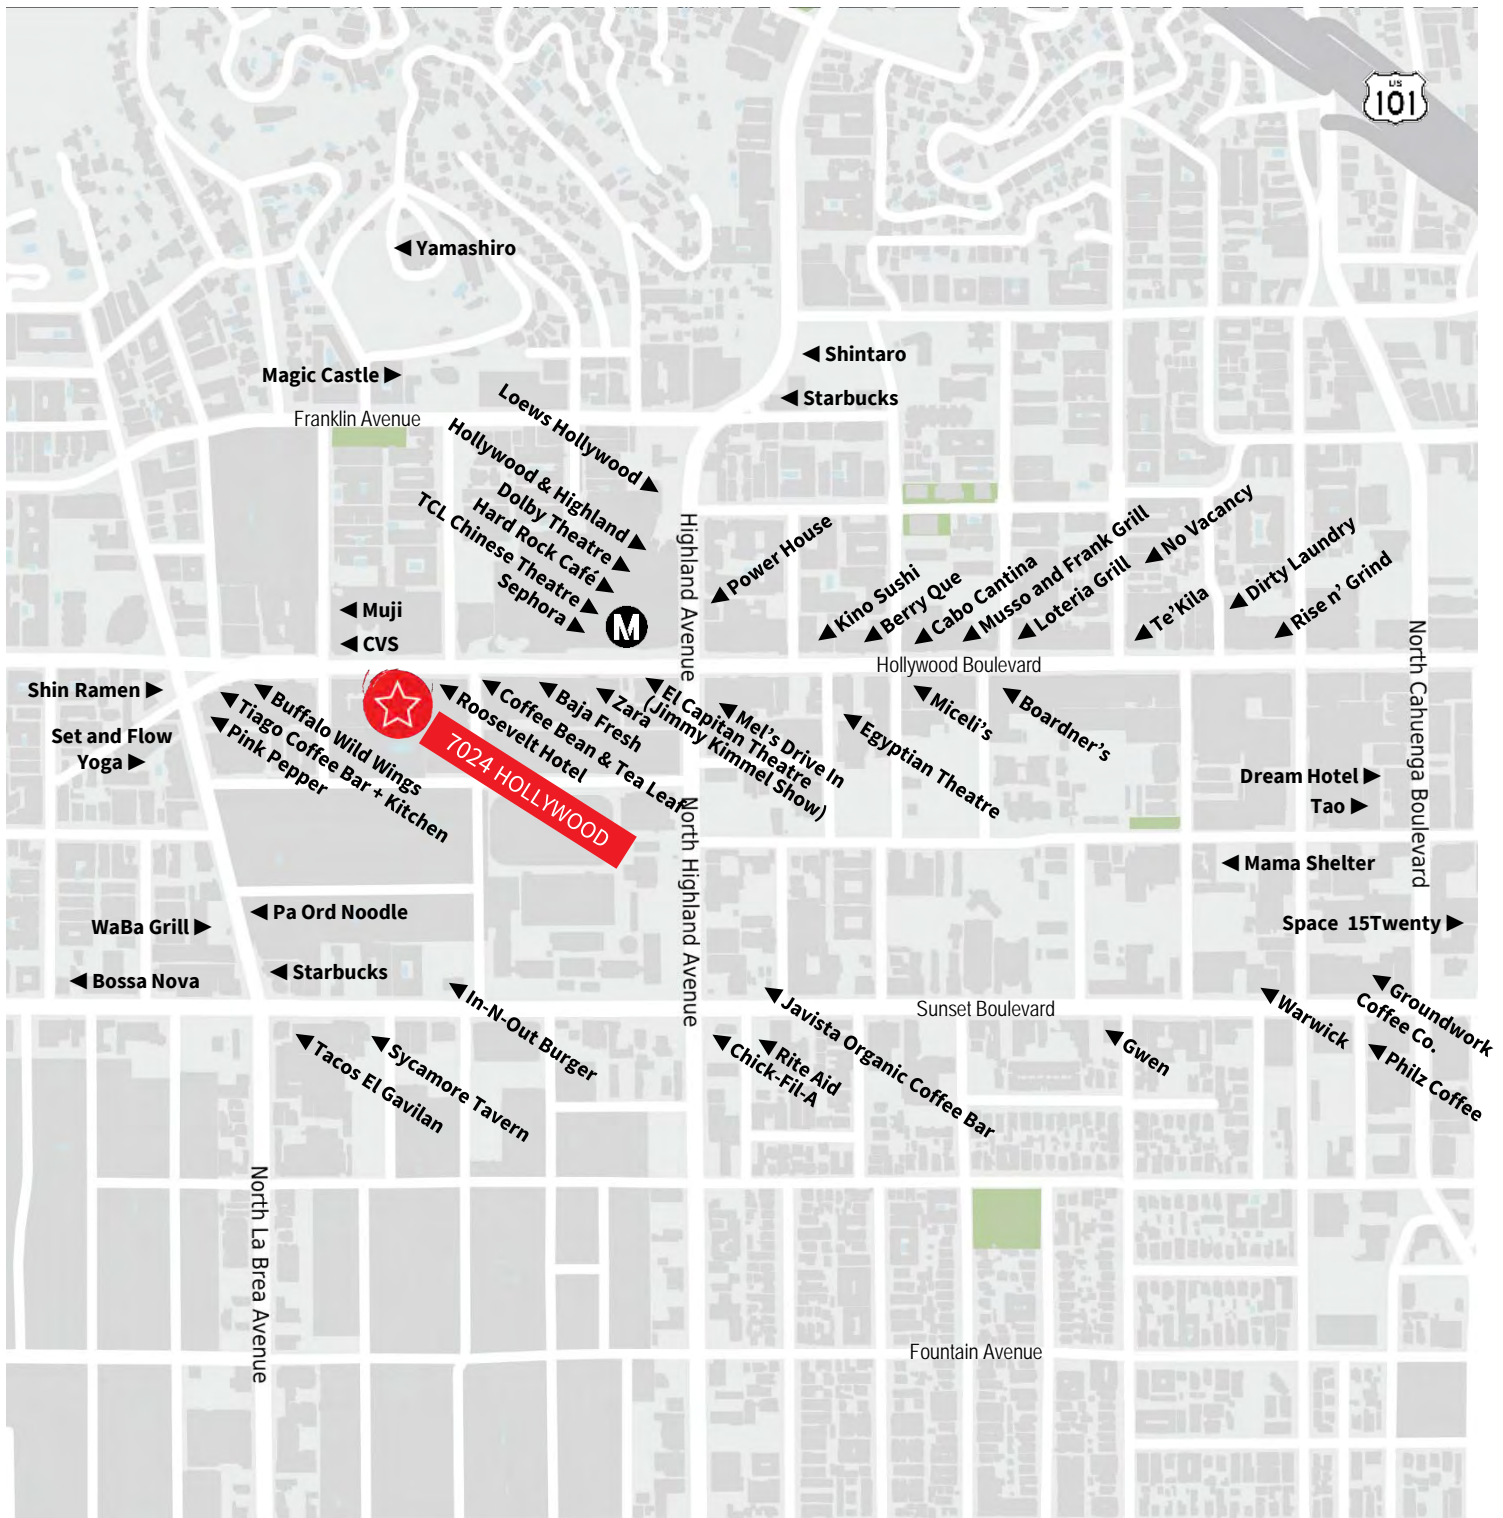 US
101
Yamashiro
Shintaro
Magic Castle
Starbucks
Franklin Avenue
Loews Hollywood
Hollywood & Highland
Dolby Theatre
Hard Rock Café
TCL Chinese Theatre
Sephora
M
Highland Avenue
Power House
Kino Sushi
Berry Que
Cabo Cantina
Musso and Frank Grill
Loteria Grill
No Vacancy
Te'Kila
Dirty Laundry
Rise n' Grind
Muji
CVS
Hollywood Boulevard
North Cahuenga Boulevard
Shin Ramen
Set and Flow
Yoga
Buffalo Wild Wings
Tiago Coffee Bar + Kitchen
Pink Pepper
7024 HOLLYWOOD
Roosevelt Hotel
Coffee Bean & Tea Leaf
Baja Fresh
Zara
El Capitan Theatre
(Jimmy Kimmel Show)
Mel's Drive In
Egyptian Theatre
Miceli's
Boardner's
Dream Hotel
Tao
Mama Shelter
North Highland Avenue
WaBa Grill
Pa Ord Noodle
Space 15Twenty
Bossa Nova
Starbucks
In-N-Out Burger
Sunset Boulevard
Javista Organic Coffee Bar
Rite Aid
Chick-Fil-A
Gwen
Warwick
Groundwork
Coffee Co.
Philz Coffee
Tacos El Gavilan
Sycamore Tavern
North La Brea Avenue
Fountain Avenue